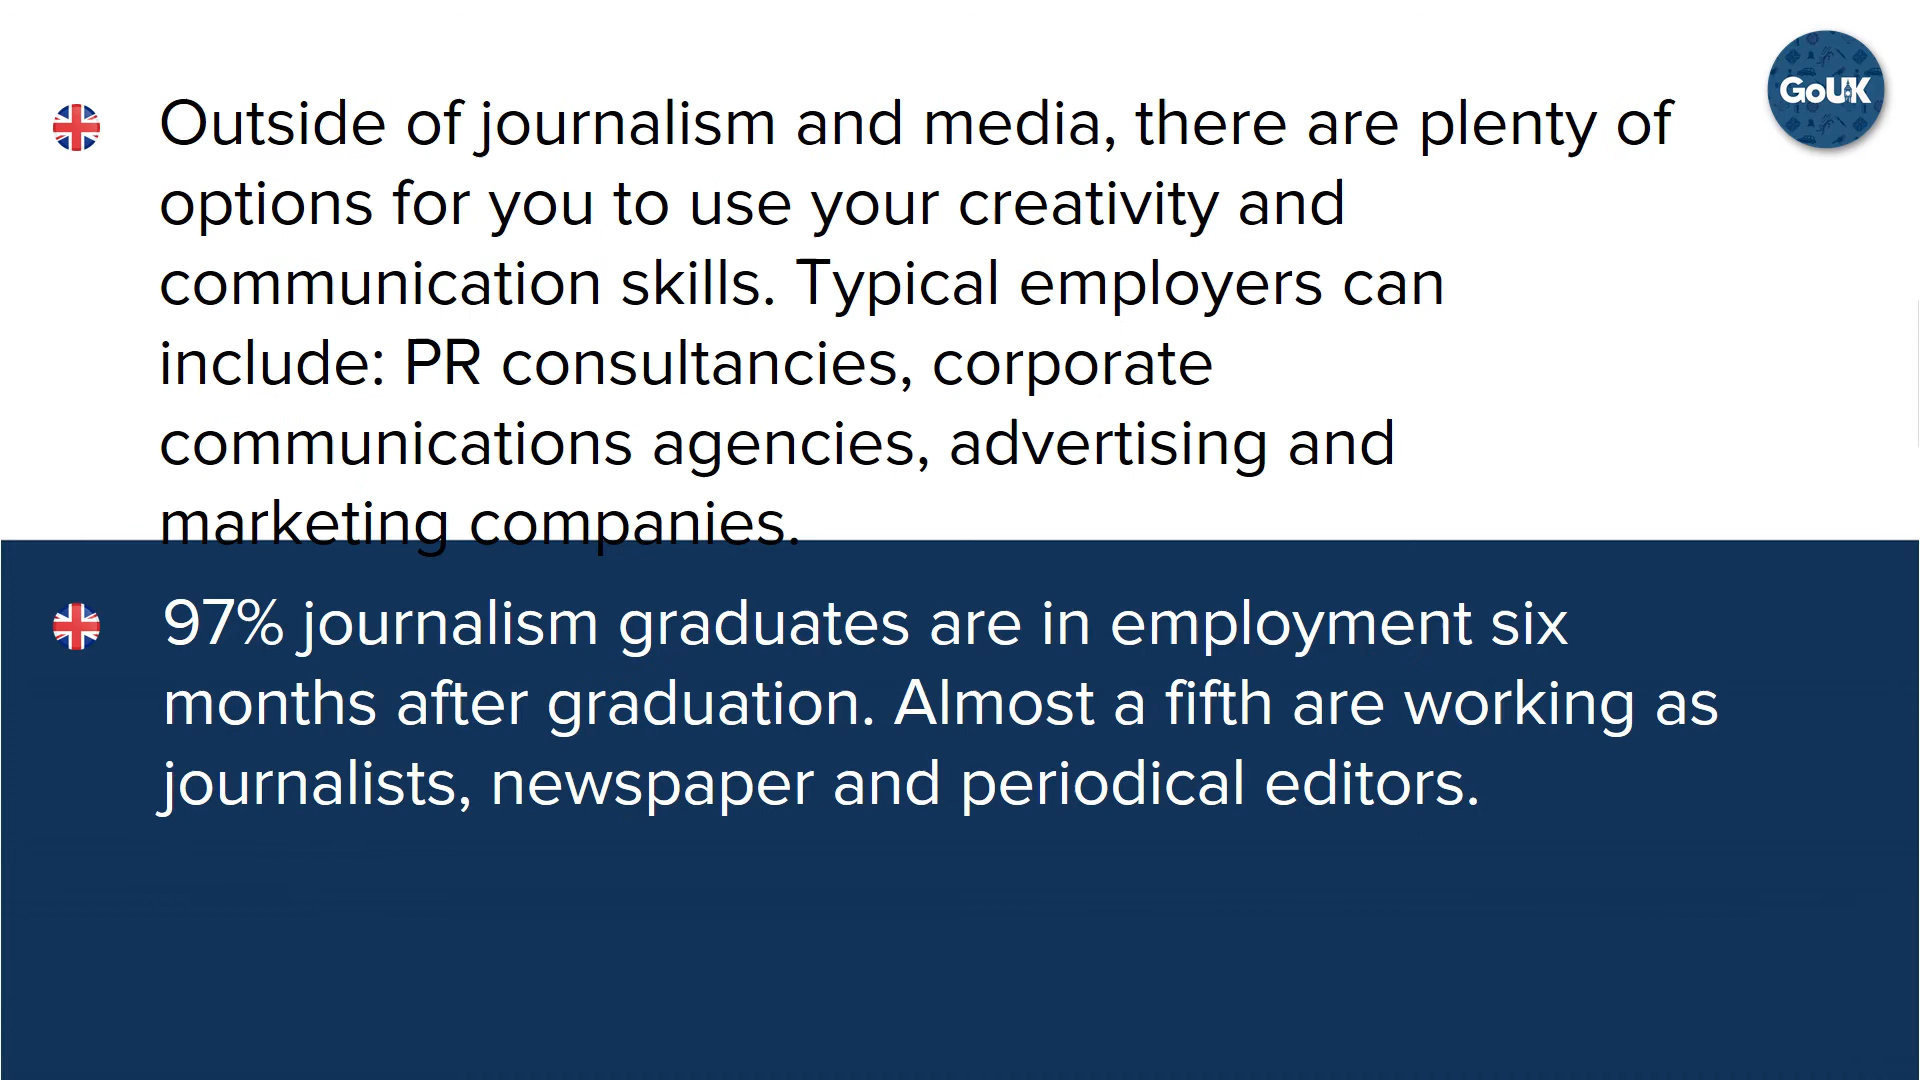 GoUK
Outside of journalism and media, there are plenty of
options for you to use your creativity and
communication skills. Typical employers can
include: PR consultancies, corporate
communications agencies, advertising and
marketing companies.
97% journalism graduates are in employment six
months after graduation. Almost a fifth are working as
journalists, newspaper and periodical editors.